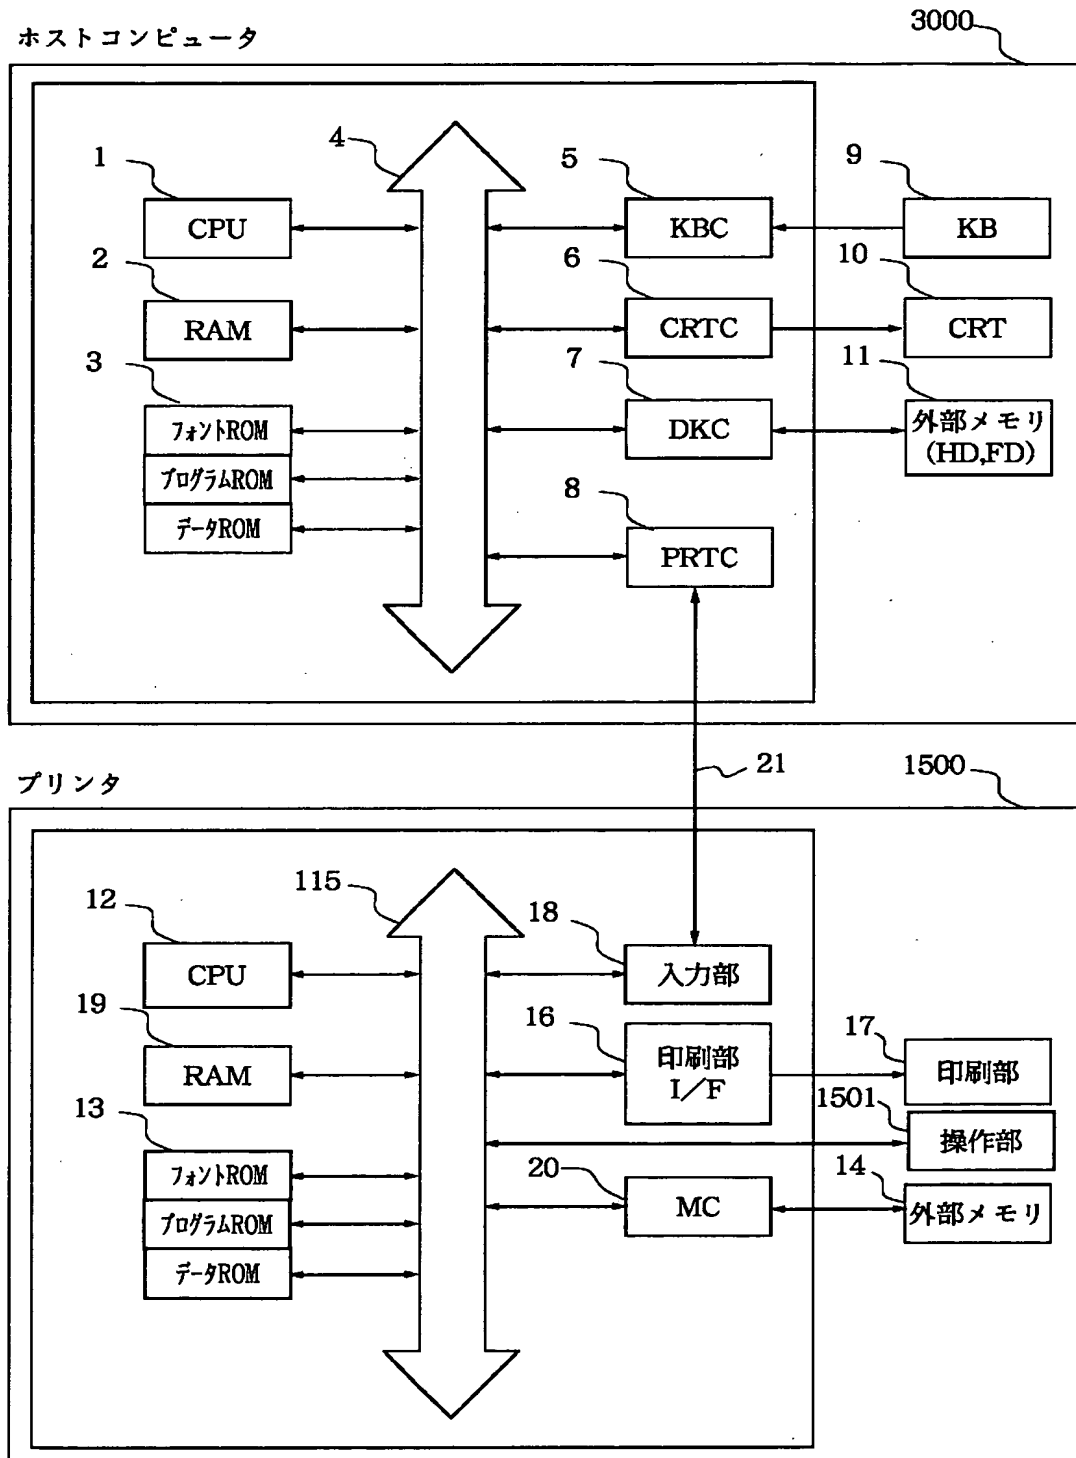 ホストコンピュータ
3000
4
1
CPU
5
KBC
9
KB
2
RAM
6
CRTC
10
CRT
3
フォントROM
プログラムROM
データROM
7
DKC
11
外部メモリ
(HD,FD)
8
PRTC
21
プリンタ
1500
115
12
CPU
18
入力部
19
RAM
16
印刷部
I/F
17
印刷部
1501
操作部
13
フォントROM
プログラムROM
データROM
20
MC
14
外部メモリ